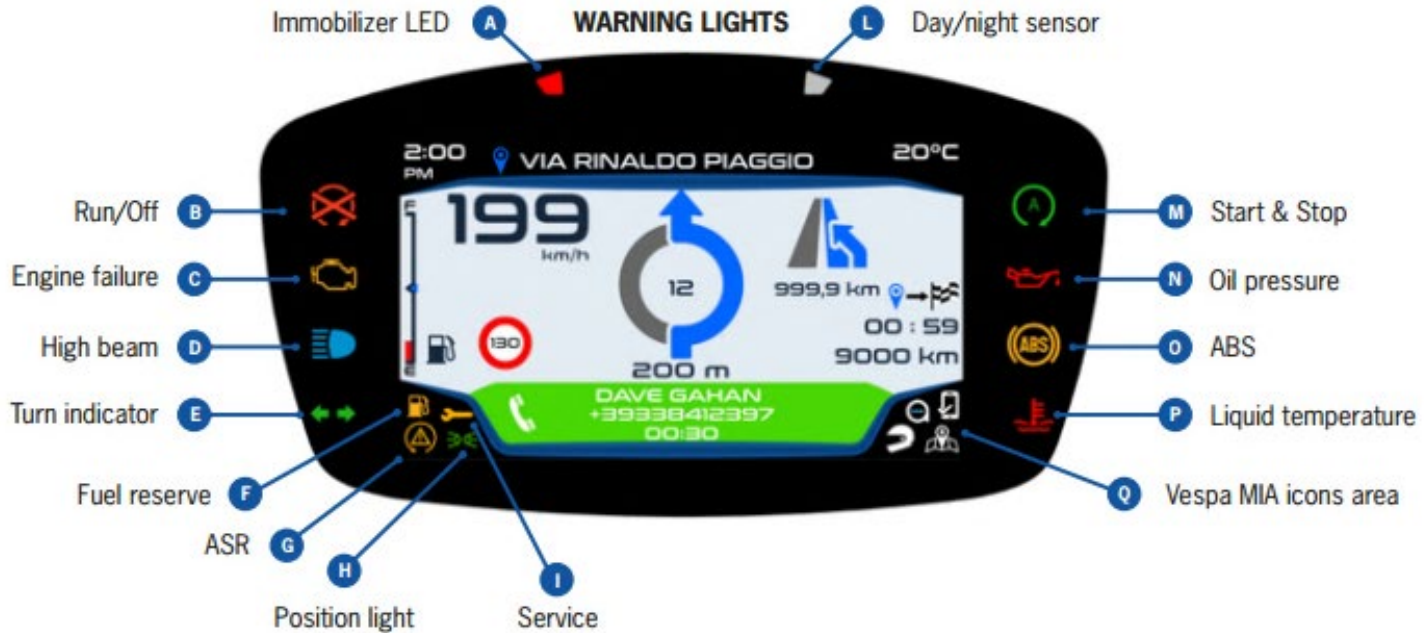 WARNING LIGHTS
Immobilizer LED A
L Day/night sensor
2:00
PM
VIA RINALDO PIAGGIO
20°C
Run/Off B
Engine failure C
High beam D
Turn indicator E
Fuel reserve F
ASR G
H
Position light
I
Service
F
199
km/h
E
130
12
200 m
999,9 km
00 : 59
9000 km
DAVE GAHAN
+39338412397
00:30
A
M Start & Stop
N Oil pressure
ABS
O ABS
P Liquid temperature
Q Vespa MIA icons area